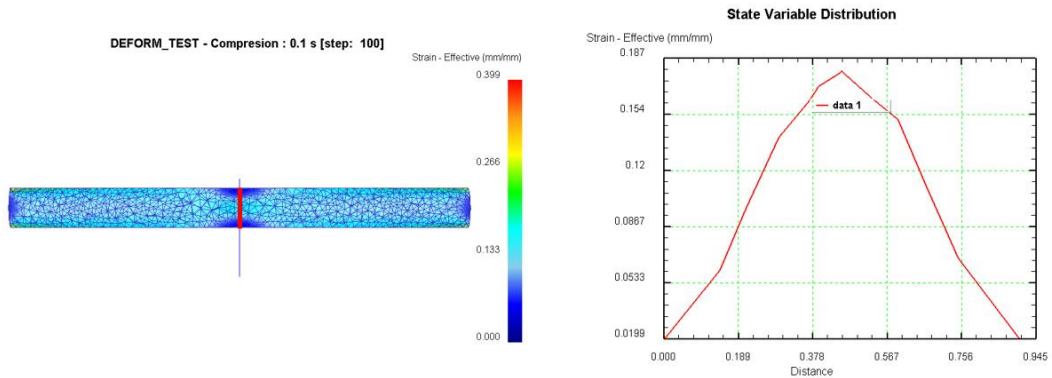 DEFORM_TEST - Compresion : 0.1 s [step: 100]
Strain - Effective (mm/mm)
0.399
0.266
0.133
0.000
State Variable Distribution
Strain - Effective (mm/mm)
0.187
0.154
0.12
0.0867
0.0533
0.0199
data 1
0.000 0.189 0.378 0.567 0.756 0.945
Distance